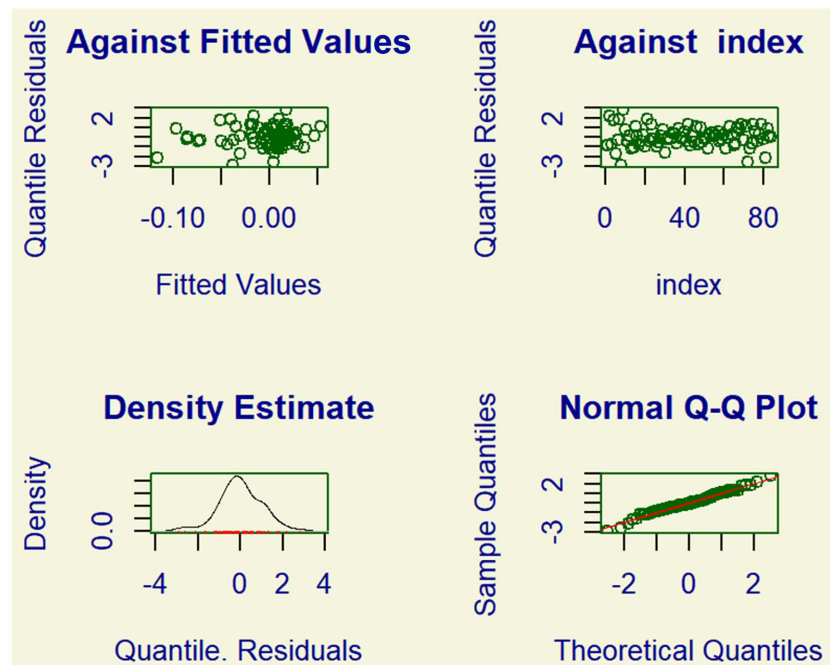 Against Fitted Values
Quantile Residuals
2
-3
-0.10 0.00
Fitted Values
Against index
Quantile Residuals
2
-3
0 40 80
index
Density Estimate
Density
0.0
-4 0 2 4
Quantile. Residuals
Normal Q-Q Plot
Sample Quantiles
2
-3
-2 0 2
Theoretical Quantiles